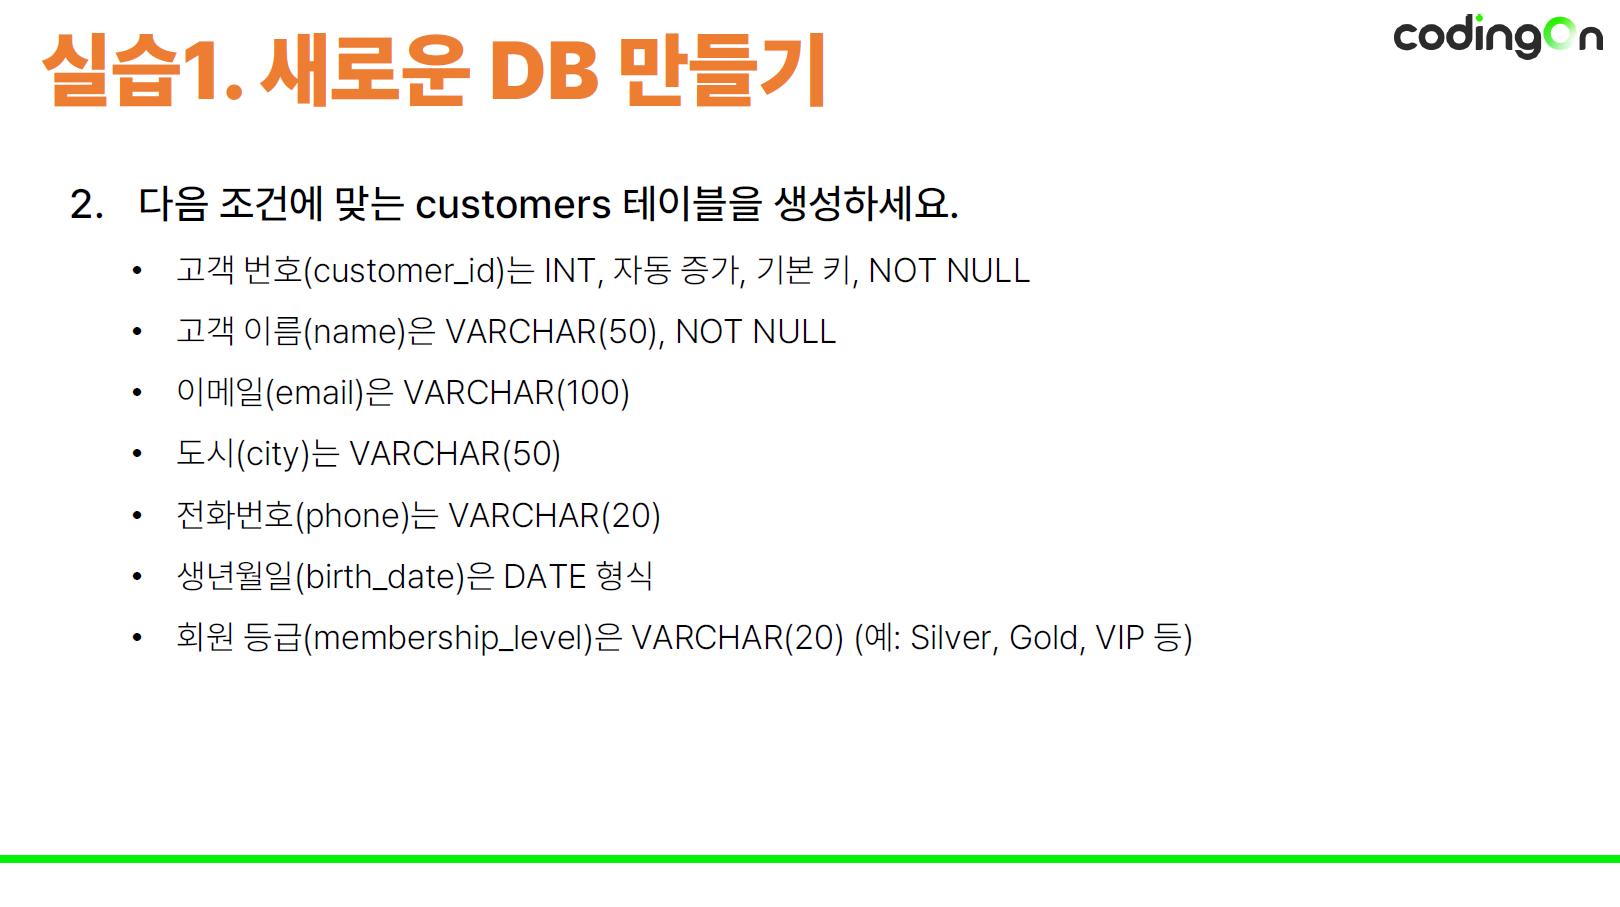 codingOn
실습1. 새로운 DB 만들기
2. 다음 조건에 맞는 customers 테이블을 생성하세요.
• 고객 번호(customer_id)는 INT, 자동 증가, 기본 키, NOT NULL
• 고객 이름(name)은 VARCHAR(50), NOT NULL
• 이메일(email)은 VARCHAR(100)
• 도시(city)는 VARCHAR(50)
• 전화번호(phone)는 VARCHAR(20)
• 생년월일(birth_date)은 DATE 형식
• 회원 등급(membership_level)은 VARCHAR(20) (예: Silver, Gold, VIP 등)